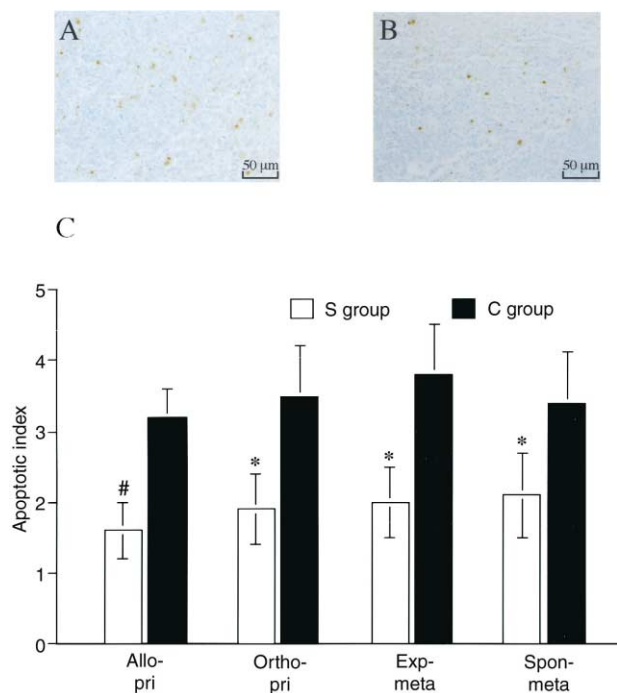 A
B
50 μm
50 μm
C
5
4
3
2
1
0
Apoptotic index
S group
C group
#
*
*
*
Allo-
pri
Ortho-
pri
Exp-
meta
Spon-
meta